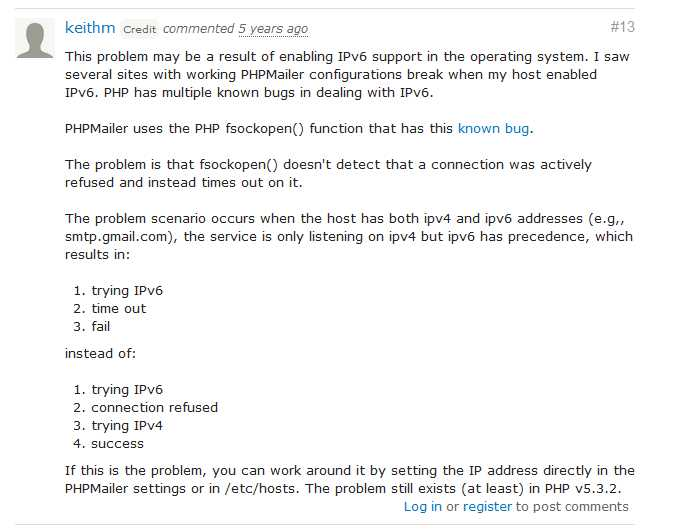 keithm Credit commented 5 years ago #13
This problem may be a result of enabling IPv6 support in the operating system. I saw
several sites with working PHPMailer configurations break when my host enabled
IPv6. PHP has multiple known bugs in dealing with IPv6.
PHPMailer uses the PHP fsockopen() function that has this known bug.
The problem is that fsockopen() doesn't detect that a connection was actively
refused and instead times out on it.
The problem scenario occurs when the host has both ipv4 and ipv6 addresses (e.g,,
smtp.gmail.com), the service is only listening on ipv4 but ipv6 has precedence, which
results in:
1. trying IPv6
2. time out
3. fail
instead of:
1. trying IPv6
2. connection refused
3. trying IPv4
4. success
If this is the problem, you can work around it by setting the IP address directly in the
PHPMailer settings or in /etc/hosts. The problem still exists (at least) in PHP v5.3.2.
Log in or register to post comments